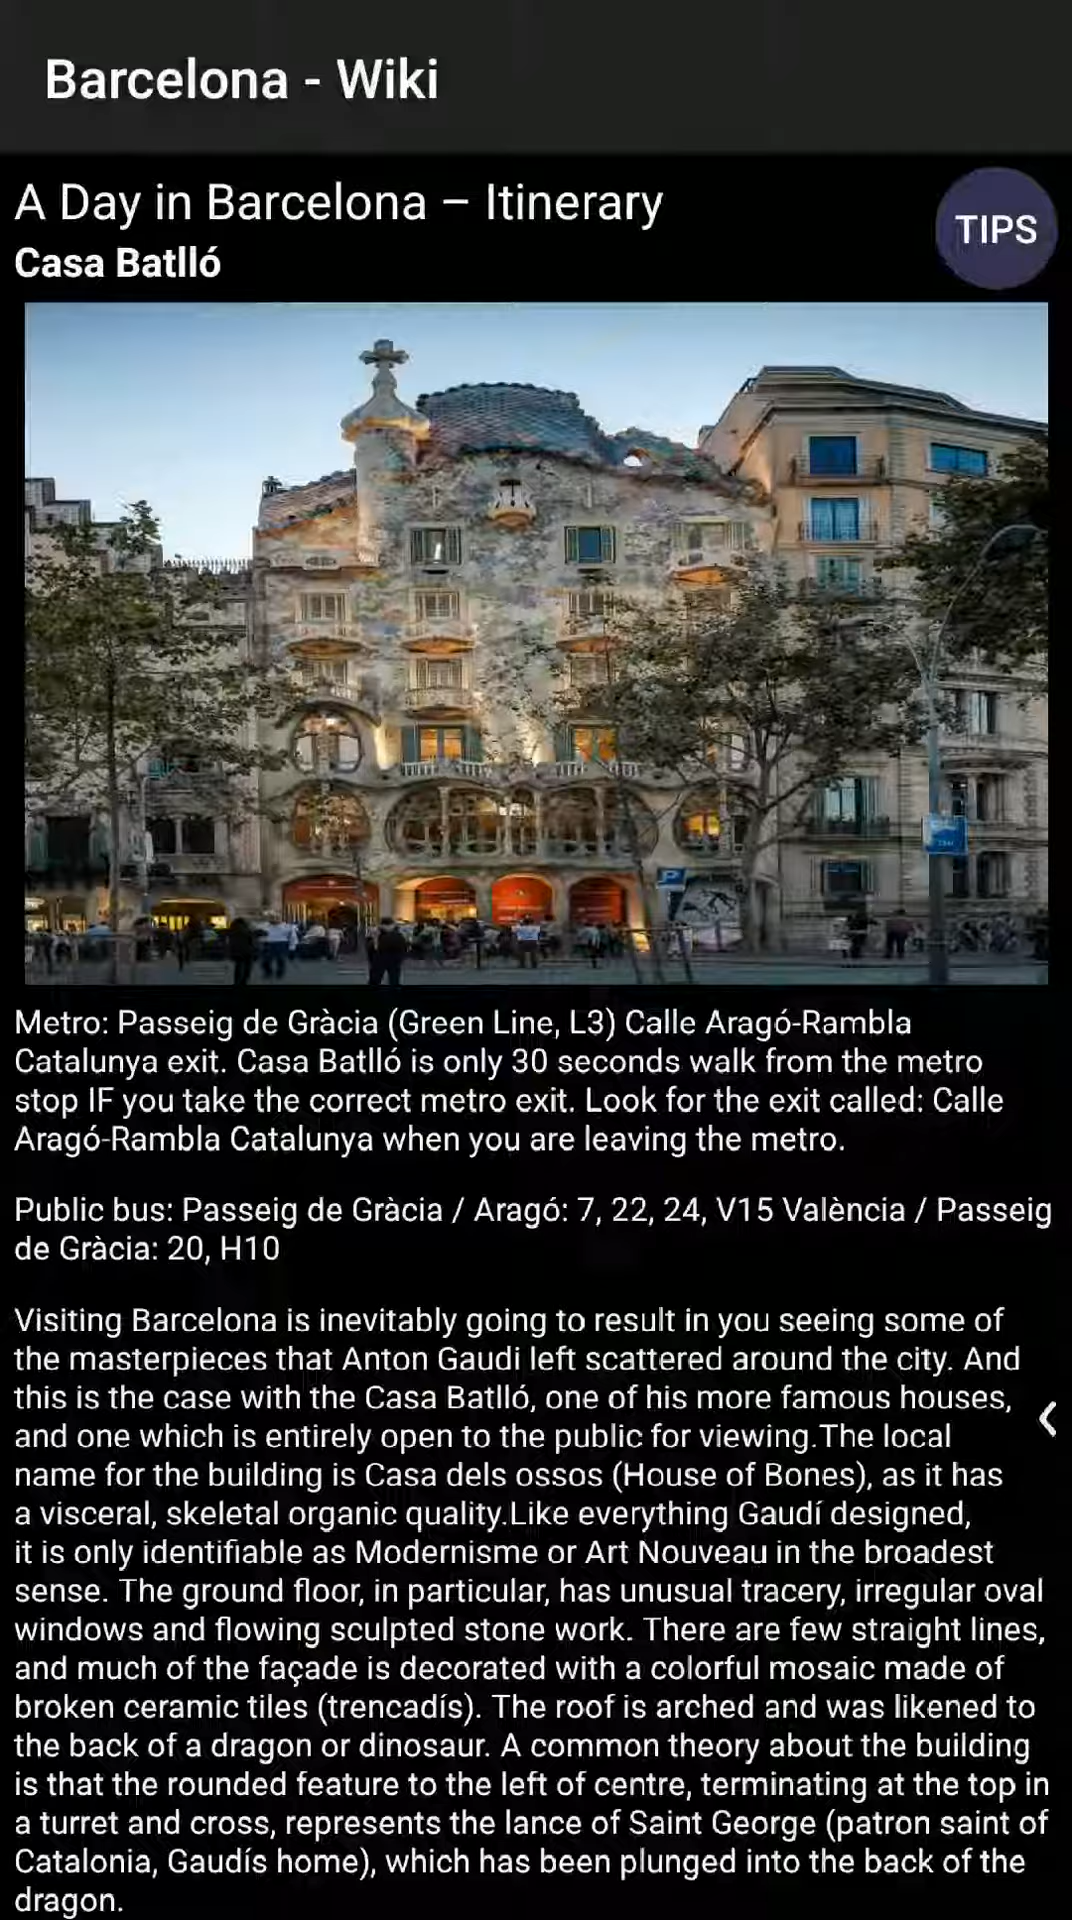 Barcelona - Wiki
A Day in Barcelona – Itinerary
TIPS
Casa Batlló
P
Metro: Passeig de Gràcia (Green Line, L3) Calle Aragó-Rambla
Catalunya exit. Casa Batlló is only 30 seconds walk from the metro
stop IF you take the correct metro exit. Look for the exit called: Calle
Aragó-Rambla Catalunya when you are leaving the metro.
Public bus: Passeig de Gràcia / Aragó: 7, 22, 24, V15 València / Passeig
de Gràcia: 20, H10
Visiting Barcelona is inevitably going to result in you seeing some of
the masterpieces that Anton Gaudi left scattered around the city. And
this is the case with the Casa Batlló, one of his more famous houses,
and one which is entirely open to the public for viewing.The local
name for the building is Casa dels ossos (House of Bones), as it has
a visceral, skeletal organic quality.Like everything Gaudí designed,
it is only identifiable as Modernisme or Art Nouveau in the broadest
sense. The ground floor, in particular, has unusual tracery, irregular oval
windows and flowing sculpted stone work. There are few straight lines,
and much of the façade is decorated with a colorful mosaic made of
broken ceramic tiles (trencadís). The roof is arched and was likened to
the back of a dragon or dinosaur. A common theory about the building
is that the rounded feature to the left of centre, terminating at the top in
a turret and cross, represents the lance of Saint George (patron saint of
Catalonia, Gaudís home), which has been plunged into the back of the
dragon.